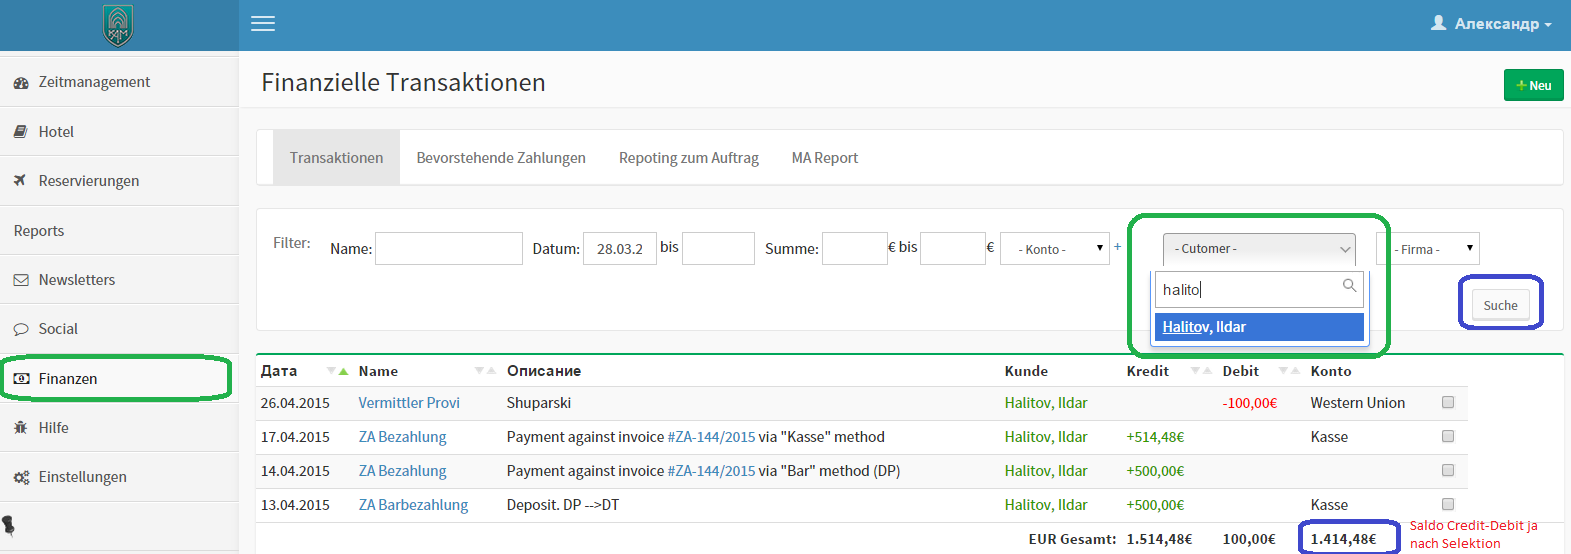 КАМ
Александр
Zeitmanagement
Hotel
Reservierungen
Reports
Newsletters
Social
Finanzen
Hilfe
Einstellungen
Finanzielle Transaktionen
+ Neu
Transaktionen Bevorstehende Zahlungen Repoting zum Auftrag MA Report
Filter: Name: Datum: 28.03.2 bis Summe: € bis € - Konto - + - Cutomer - - Firma -
halito
Suche
Halitov, Ildar
Дата Name Описание Kunde Kredit Debit Konto
26.04.2015 Vermittler Provi Shuparski Halitov, Ildar -100,00€ Western Union
17.04.2015 ZA Bezahlung Payment against invoice #ZA-144/2015 via "Kasse" method Halitov, Ildar +514,48€ Kasse
14.04.2015 ZA Bezahlung Payment against invoice #ZA-144/2015 via "Bar" method (DP) Halitov, Ildar +500,00€
13.04.2015 ZA Barbezahlung Deposit. DP -->DT Halitov, Ildar +500,00€ Kasse
EUR Gesamt: 1.514,48€ 100,00€ 1.414,48€
Saldo Credit-Debit ja
nach Selektion